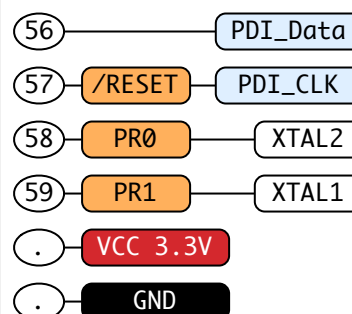 56 PDI_Data
57 /RESET PDI_CLK
58 PR0 XTAL2
59 PR1 XTAL1
. VCC 3.3V
. GND